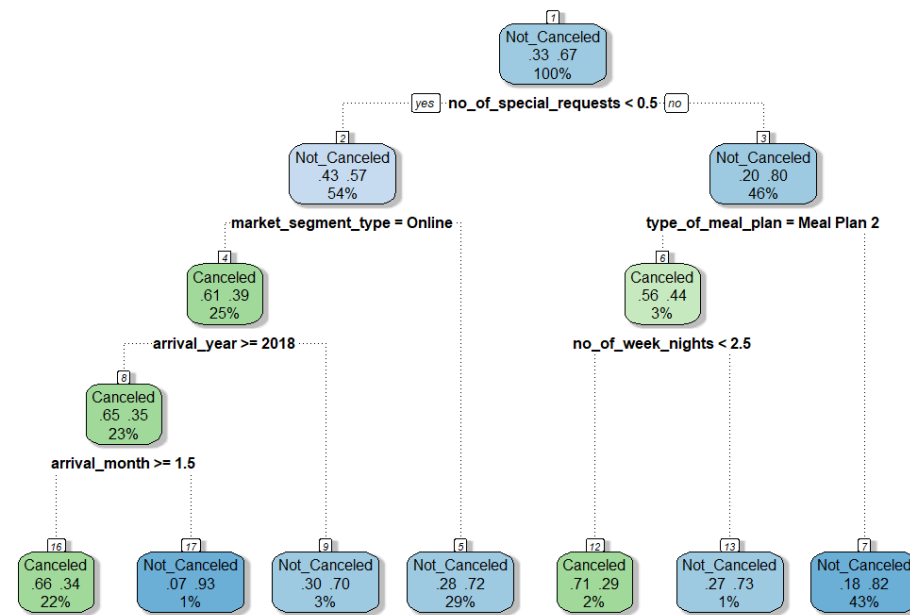 1
Not_Canceled
.33 .67
100%
yes no_of_special_requests < 0.5 no
2
Not_Canceled
.43 .57
54%
3
Not_Canceled
.20 .80
46%
market_segment_type = Online
type_of_meal_plan = Meal Plan 2
4
Canceled
.61 .39
25%
6
Canceled
.56 .44
3%
arrival_year >= 2018
no_of_week_nights < 2.5
8
Canceled
.65 .35
23%
arrival_month >= 1.5
16
Canceled
.66 .34
22%
17
Not_Canceled
.07 .93
1%
9
Not_Canceled
.30 .70
3%
5
Not_Canceled
.28 .72
29%
12
Canceled
.71 .29
2%
13
Not_Canceled
.27 .73
1%
7
Not_Canceled
.18 .82
43%